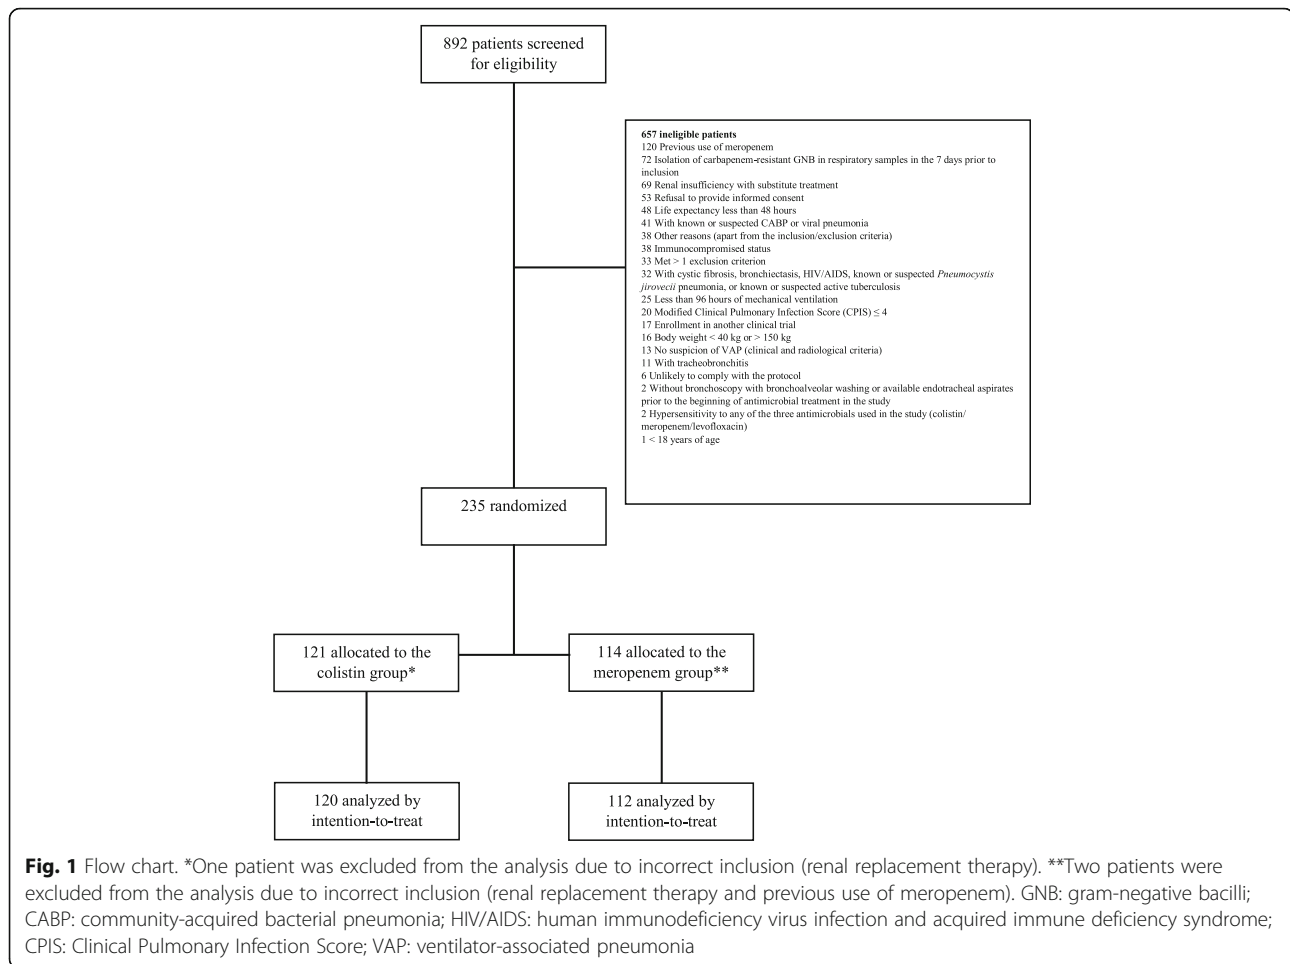 892 patients screened
for eligibility
657 ineligible patients
120 Previous use of meropenem
72 Isolation of carbapenem-resistant GNB in respiratory samples in the 7 days prior to
inclusion
69 Renal insufficiency with substitute treatment
53 Refusal to provide informed consent
48 Life expectancy less than 48 hours
41 With known or suspected CABP or viral pneumonia
38 Other reasons (apart from the inclusion/exclusion criteria)
38 Immunocompromised status
33 Met > 1 exclusion criterion
32 With cystic fibrosis, bronchiectasis, HIV/AIDS, known or suspected Pneumocystis
jirovecii pneumonia, or known or suspected active tuberculosis
25 Less than 96 hours of mechanical ventilation
20 Modified Clinical Pulmonary Infection Score (CPIS) ≤ 4
17 Enrollment in another clinical trial
16 Body weight < 40 kg or > 150 kg
13 No suspicion of VAP (clinical and radiological criteria)
11 With tracheobronchitis
6 Unlikely to comply with the protocol
2 Without bronchoscopy with bronchoalveolar washing or available endotracheal aspirates
prior to the beginning of antimicrobial treatment in the study
2 Hypersensitivity to any of the three antimicrobials used in the study (colistin/
meropenem/levofloxacin)
1 < 18 years of age
235 randomized
121 allocated to the
colistin group*
114 allocated to the
meropenem group**
120 analyzed by
intention-to-treat
112 analyzed by
intention-to-treat
Fig. 1 Flow chart. *One patient was excluded from the analysis due to incorrect inclusion (renal replacement therapy). **Two patients were
excluded from the analysis due to incorrect inclusion (renal replacement therapy and previous use of meropenem). GNB: gram-negative bacilli;
CABP: community-acquired bacterial pneumonia; HIV/AIDS: human immunodeficiency virus infection and acquired immune deficiency syndrome;
CPIS: Clinical Pulmonary Infection Score; VAP: ventilator-associated pneumonia